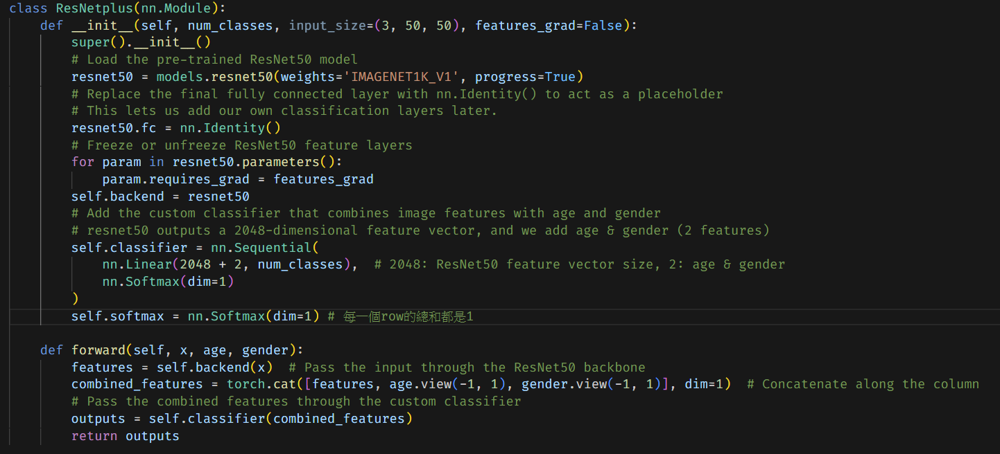 class ResNetplus(nn.Module):
    def __init__(self, num_classes, input_size=(3, 50, 50), features_grad=False):
        super().__init__()
        # Load the pre-trained ResNet50 model
        resnet50 = models.resnet50(weights='IMAGENET1K_V1', progress=True)
        # Replace the final fully connected layer with nn.Identity() to act as a placeholder
        # This lets us add our own classification layers later.
        resnet50.fc = nn.Identity()
        # Freeze or unfreeze ResNet50 feature layers
        for param in resnet50.parameters():
            param.requires_grad = features_grad
        self.backend = resnet50
        # Add the custom classifier that combines image features with age and gender
        # resnet50 outputs a 2048-dimensional feature vector, and we add age & gender (2 features)
        self.classifier = nn.Sequential(
            nn.Linear(2048 + 2, num_classes),  # 2048: ResNet50 feature vector size, 2: age & gender
            nn.Softmax(dim=1)
        )
        self.softmax = nn.Softmax(dim=1) # 每一個row的總和都是1
    def forward(self, x, age, gender):
        features = self.backend(x)  # Pass the input through the ResNet50 backbone
        combined_features = torch.cat([features, age.view(-1, 1), gender.view(-1, 1)], dim=1)  # Concatenate along the column
        # Pass the combined features through the custom classifier
        outputs = self.classifier(combined_features)
        return outputs